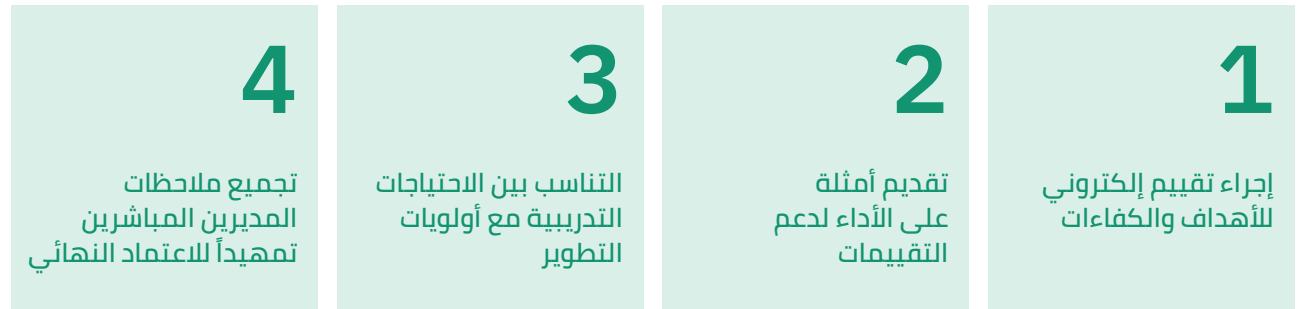 1
إجراء تقييم إلكتروني
للأهداف والكفاءات
2
تقديم أمثلة
على الأداء لدعم
التقييمات
3
التناسب بين الاحتياجات
التدريبية مع أولويات
التطوير
4
تجميع ملاحظات
المديرين المباشرين
تمهيداً للاعتماد النهائي